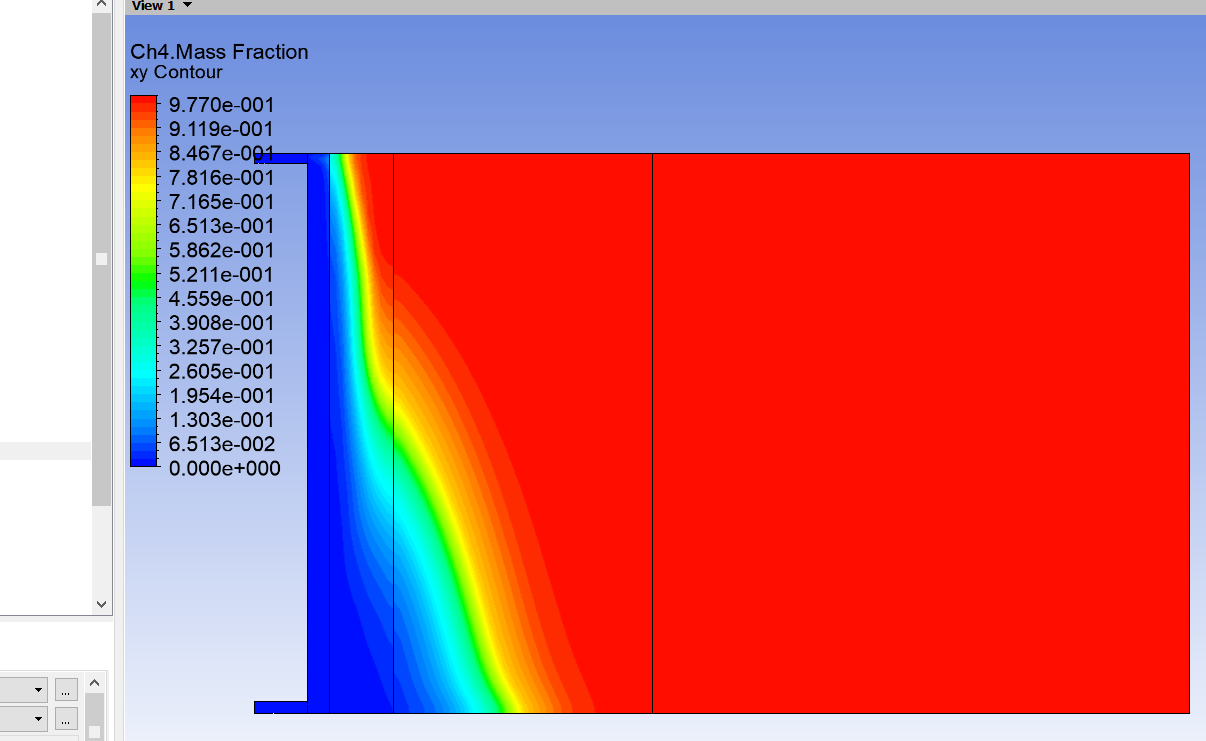 View 1
Ch4.Mass Fraction
xy Contour
9.770e-001
9.119e-001
8.467e-001
7.816e-001
7.165e-001
6.513e-001
5.862e-001
5.211e-001
4.559e-001
3.908e-001
3.257e-001
2.605e-001
1.954e-001
1.303e-001
6.513e-002
0.000e+000
...
...